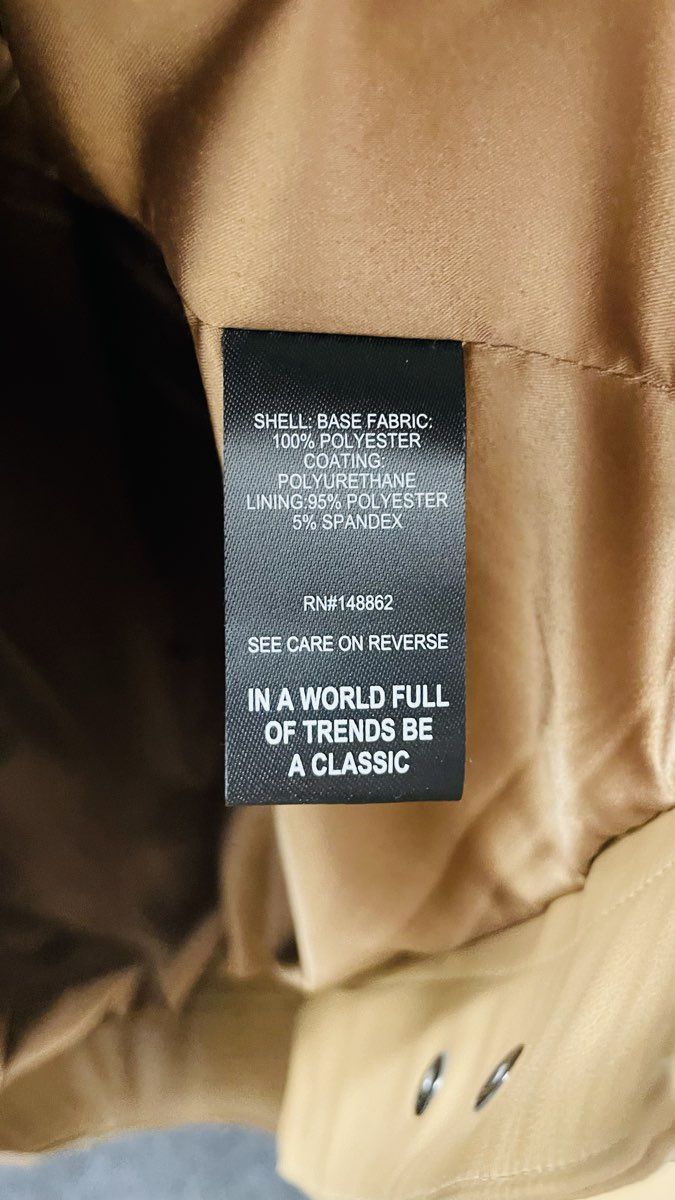 SHELL: BASE FABRIC:
100% POLYESTER
COATING:
POLYURETHANE
LINING:95% POLYESTER
5% SPANDEX
RN#148862
SEE CARE ON REVERSE
IN A WORLD FULL
OF TRENDS BE
A CLASSIC